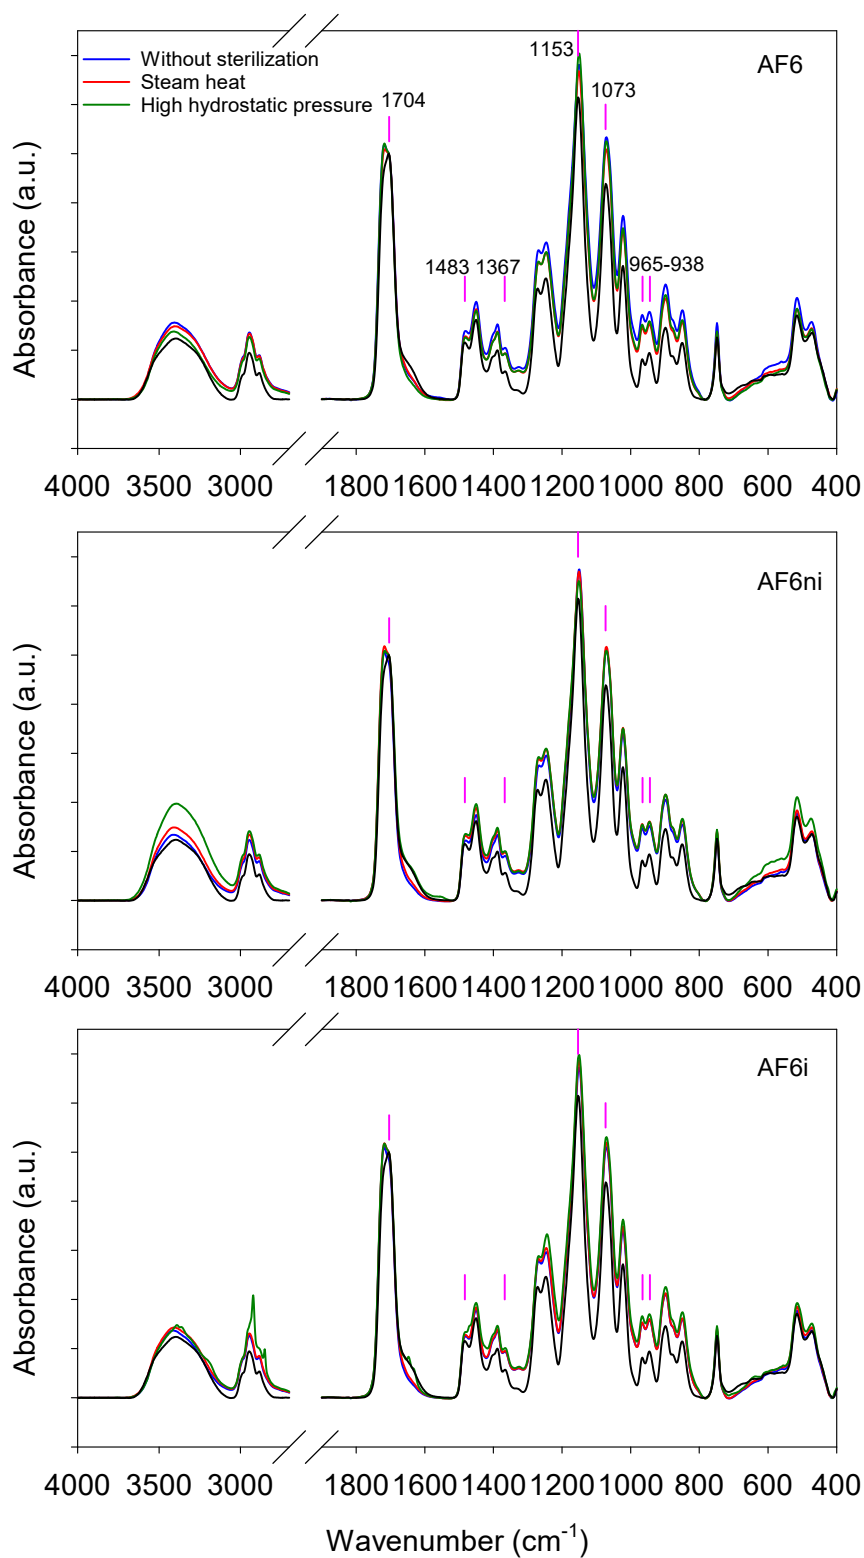 1153
AF6
Without sterilization
Steam heat
High hydrostatic pressure
1704
1073
1483 1367
965-938
Absorbance (a.u.)
4000 3500 3000 1800 1600 1400 1200 1000 800 600 400
AF6ni
Absorbance (a.u.)
4000 3500 3000 1800 1600 1400 1200 1000 800 600 400
AF6i
Absorbance (a.u.)
4000 3500 3000 1800 1600 1400 1200 1000 800 600 400
Wavenumber (cm⁻¹)